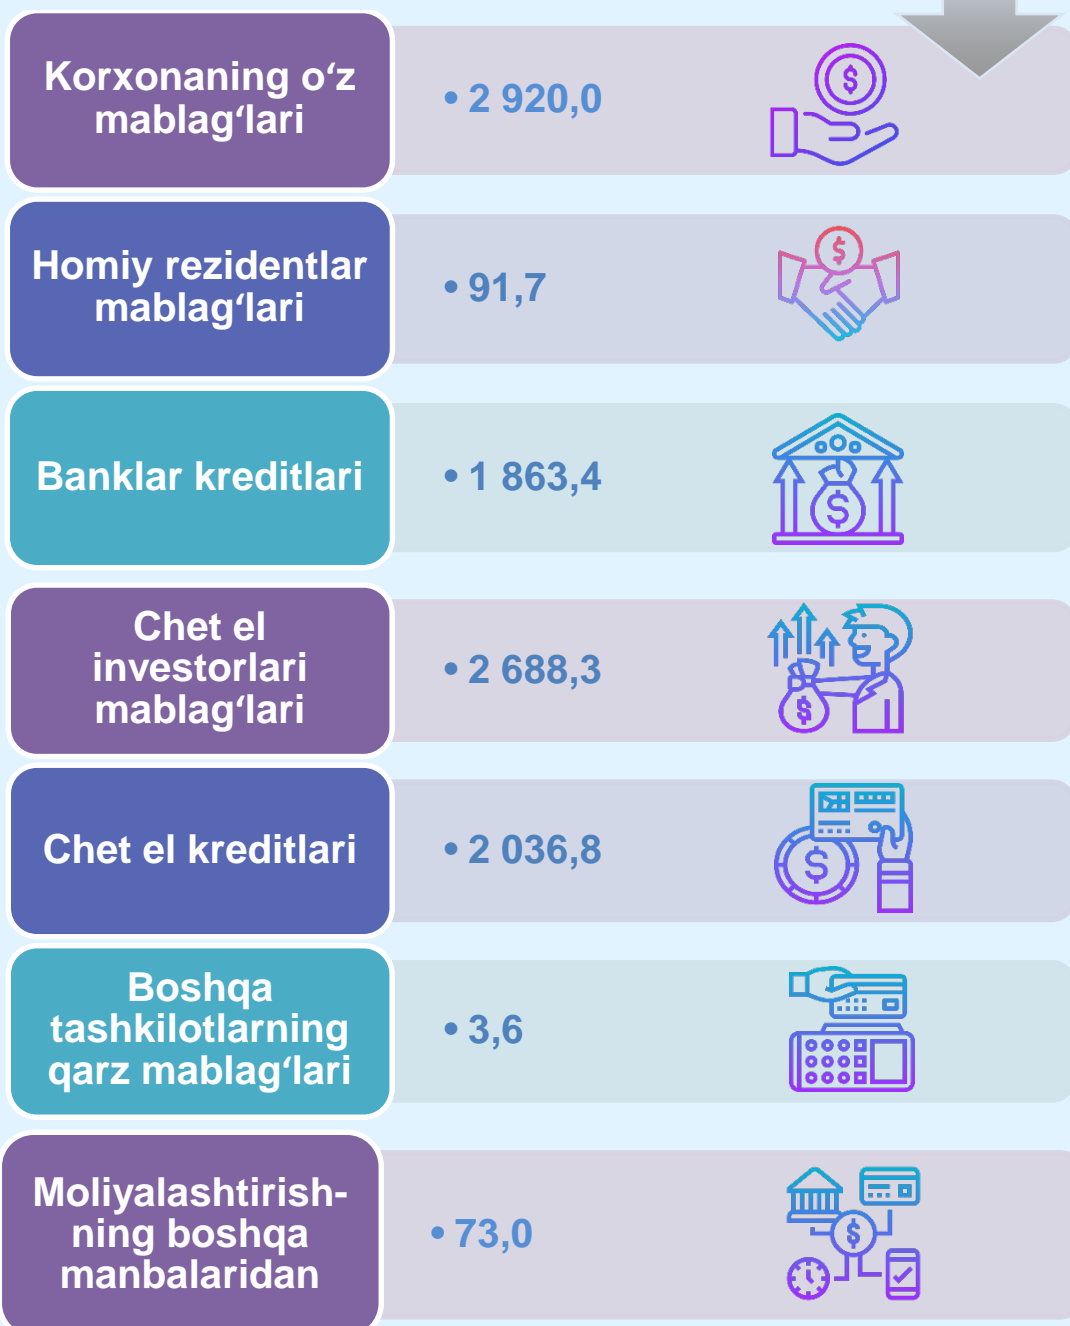 Korxonaning o‘z
mablag‘lari
• 2 920,0
Homiy rezidentlar
mablag‘lari
• 91,7
Banklar kreditlari
• 1 863,4
Chet el
investorlari
mablag‘lari
• 2 688,3
Chet el kreditlari
• 2 036,8
Boshqa
tashkilotlarning
qarz mablag‘lari
• 3,6
Moliyalashtirish-
ning boshqa
manbalaridan
• 73,0